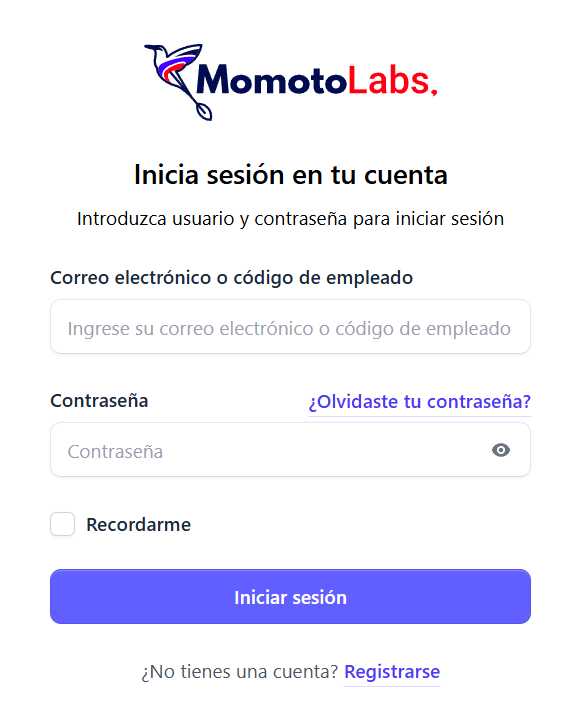 MomotoLabs.
Inicia sesión en tu cuenta
Introduzca usuario y contraseña para iniciar sesión
Correo electrónico o código de empleado
Ingrese su correo electrónico o código de empleado
Contraseña ¿Olvidaste tu contraseña?
Contraseña
Recordarme
Iniciar sesión
¿No tienes una cuenta? Registrarse